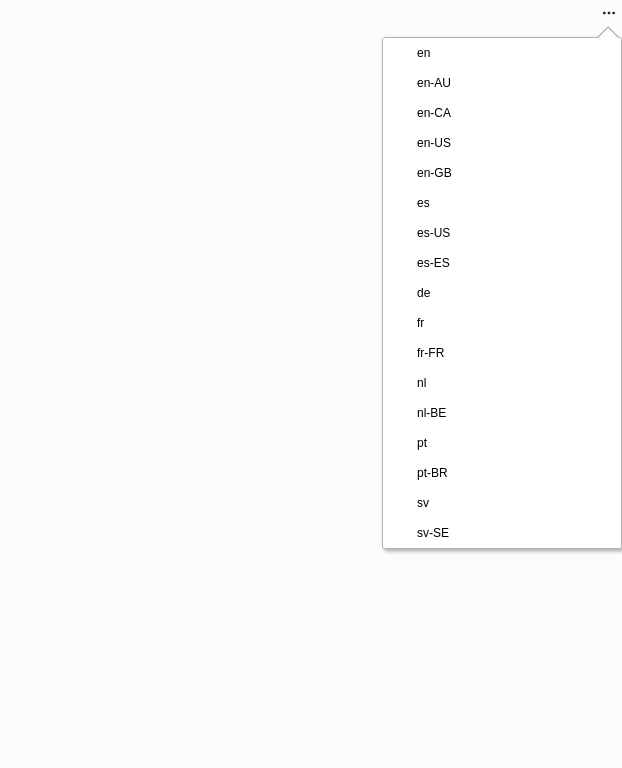 en
en-AU
en-CA
en-US
en-GB
es
es-US
es-ES
de
fr
fr-FR
nl
nl-BE
pt
pt-BR
sv
sv-SE